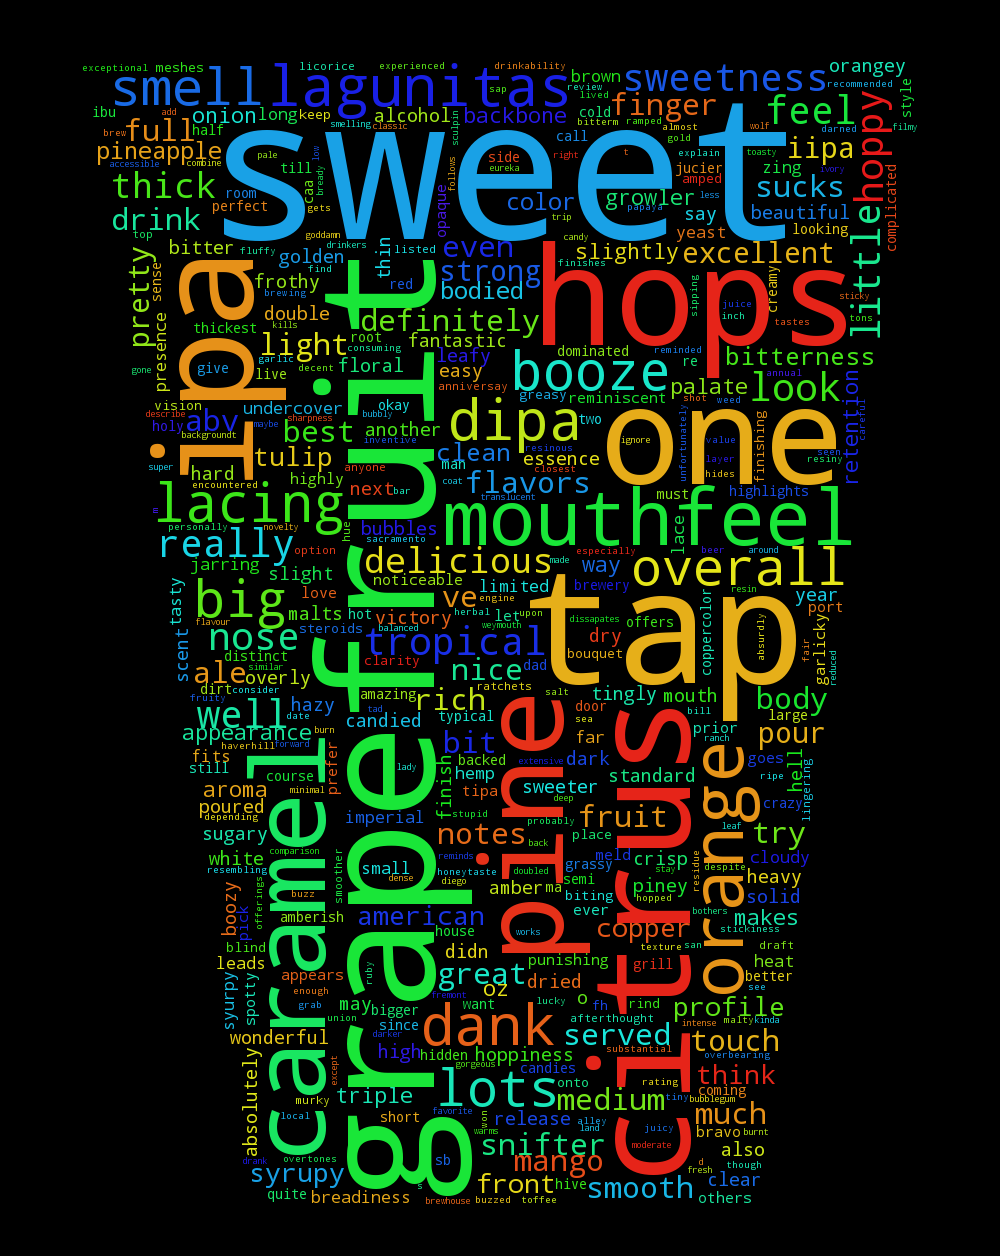 exceptional
meshes
licorice
experienced
drinkability
brown
orangey
smell
lagunitas
sweetness
recommended
sap
review
lived
ibu
onion
long
keep
alcohol
backbone
cold
finger
feel
hoppy
style
add
brew
full
half
smelling
classic
sculpin
bitterm
ramped
almost
gold
wolf
darned
filmy
pineapple
accessible
combine
pale
low
sweet
call
explain
toasty
iipa
till
bready
side
eureka
right
t
jucier
zing
ivory
amped
less
sucks
thick
room
caa
follows
color
growler
complicated
perfect
gets
opaque
trip
papaya
say
beautiful
drink
goddamn
yeast
looking
top
bitter
fluffy
drinkers
thin
listed
even
candy
slightly
excellent
little
pretty
sense
golden
find
finishes
hops
creamy
presence
ipa
frothy
brewing
red
strong
bodied
sipping
juice
inch
sticky
tons
double
definitely
tastes
thickest
kills
root
fantastic
light
garlic
consuming
decent
leafy
dominated
reminded
re
bitterness
gone
give
live
floral
easy
booze
annual
vision
undercover
okay
anniversay
greasy
reminiscent
palate
look
describe
holy
abv
maybe
sharpness
bubbly
shot
weed
retention
careful
backgroundt
best
another
dipa
two
one
ignore
unfortunately
value
finishing
inventive
clean
resinous
layer
seen
super
tulip
man
essence
closest
hides
resiny
hard
encountered
highly
anyone
coat
flavors
lacing
next
bar
translucent
must
highlights
mouthfeel
personally
novelty
hue
bubbles
lace
really
option
sacramento
especially
beer
around
jarring
slight
delicious
made
way
overall
tasty
noticeable
limited
brewery
resin
big
malts
love
hot
ve
engine
tap
year
flavour
steroids
victory
herbal
let
upon
dissapates
offers
coppercolor
absurdly
port
balanced
weymouth
nose
distinct
tropical
dry
fair
garlicky
scent
similar
clarity
nice
dad
bouquet
reduced
ale
overly
dirt
consider
amazing
rich
ratchets
salt
tingly
mouth
body
fruity
hazy
tad
well
date
burn
candied
typical
sea
door
bill
large
appearance
haverhill
forward
bit
far
prior
ranch
pour
fits
still
course
prefer
backed
extensive
dark
goes
hell
lady
finish
hemp
deep
standard
ripe
lingering
aroma
minimal
tipa
sweeter
poured
depending
imperial
stupid
probably
fruit
crazy
sugary
notes
back
place
leaf
try
white
comparison
smoother
reminds
pine
meld
crisp
cloudy
resembling
small
honeytaste
grassy
stay
residue
despite
heavy
buzz
dense
diego
doubled
amber
ma
semi
piney
boozy
pick
offerings
amberish
american
biting
hopped
bothers
solid
caramel
grapefruit
works
ever
copper
orange
makes
stickiness
blind
house
didn
texture
san
draft
leads
appears
ruby
great
punishing
grill
heat
better
syurpy
spotty
enough
fremont
oz
dried
rind
see
grab
may
bigger
want
lucky
o
fh
profile
union
since
dank
afterthought
intense
malty
kinda
wonderful
darker
served
touch
absolutely
except
high
hidden
hoppiness
substantial
overbearing
gorgeous
candies
citrus
think
murky
triple
lots
onto
rating
coming
tiny
bubblegum
medium
local
short
favorite
won
release
alley
juicy
much
warms
land
bravo
burnt
overtones
snifter
moderate
also
drank
sb
mango
d
though
syrupy
fresh
front
hive
smooth
clear
quite
breadiness
s
brewhouse
buzzed
toffee
others